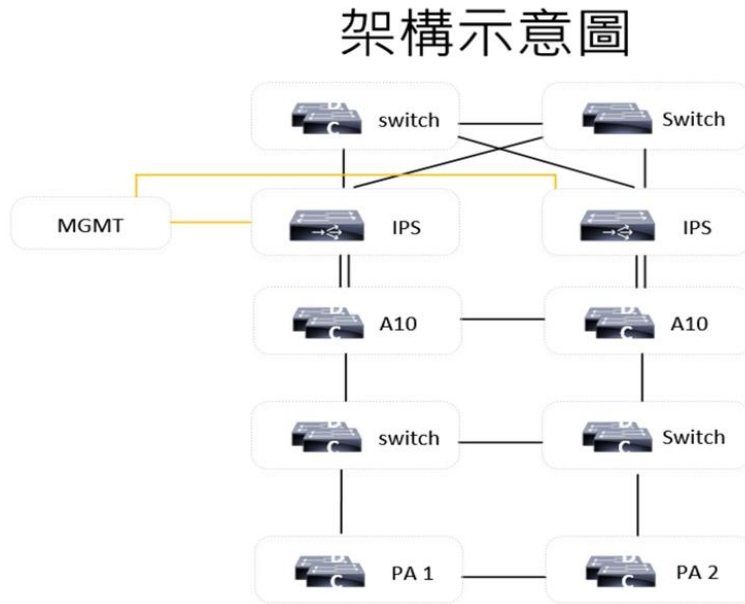 架構示意圖
switch
Switch
MGMT
IPS
IPS
A10
A10
switch
Switch
PA 1
PA 2